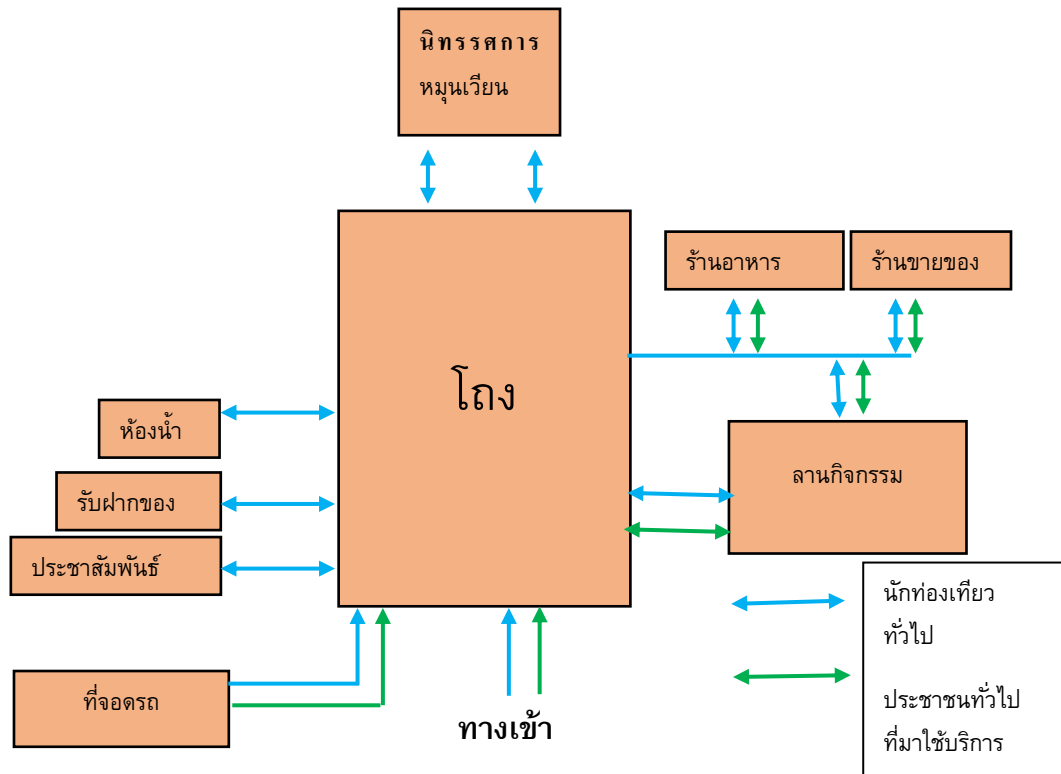 นิทรรศการ
หมุนเวียน
ร้านอาหาร
ร้านขายของ
โถง
ห้องน้ำ
ลานกิจกรรม
รับฝากของ
ประชาสัมพันธ์
นักท่องเทียว
ทั่วไป
ที่จอดรถ
ประชาชนทั่วไป
ที่มาใช้บริการ
ทางเข้า